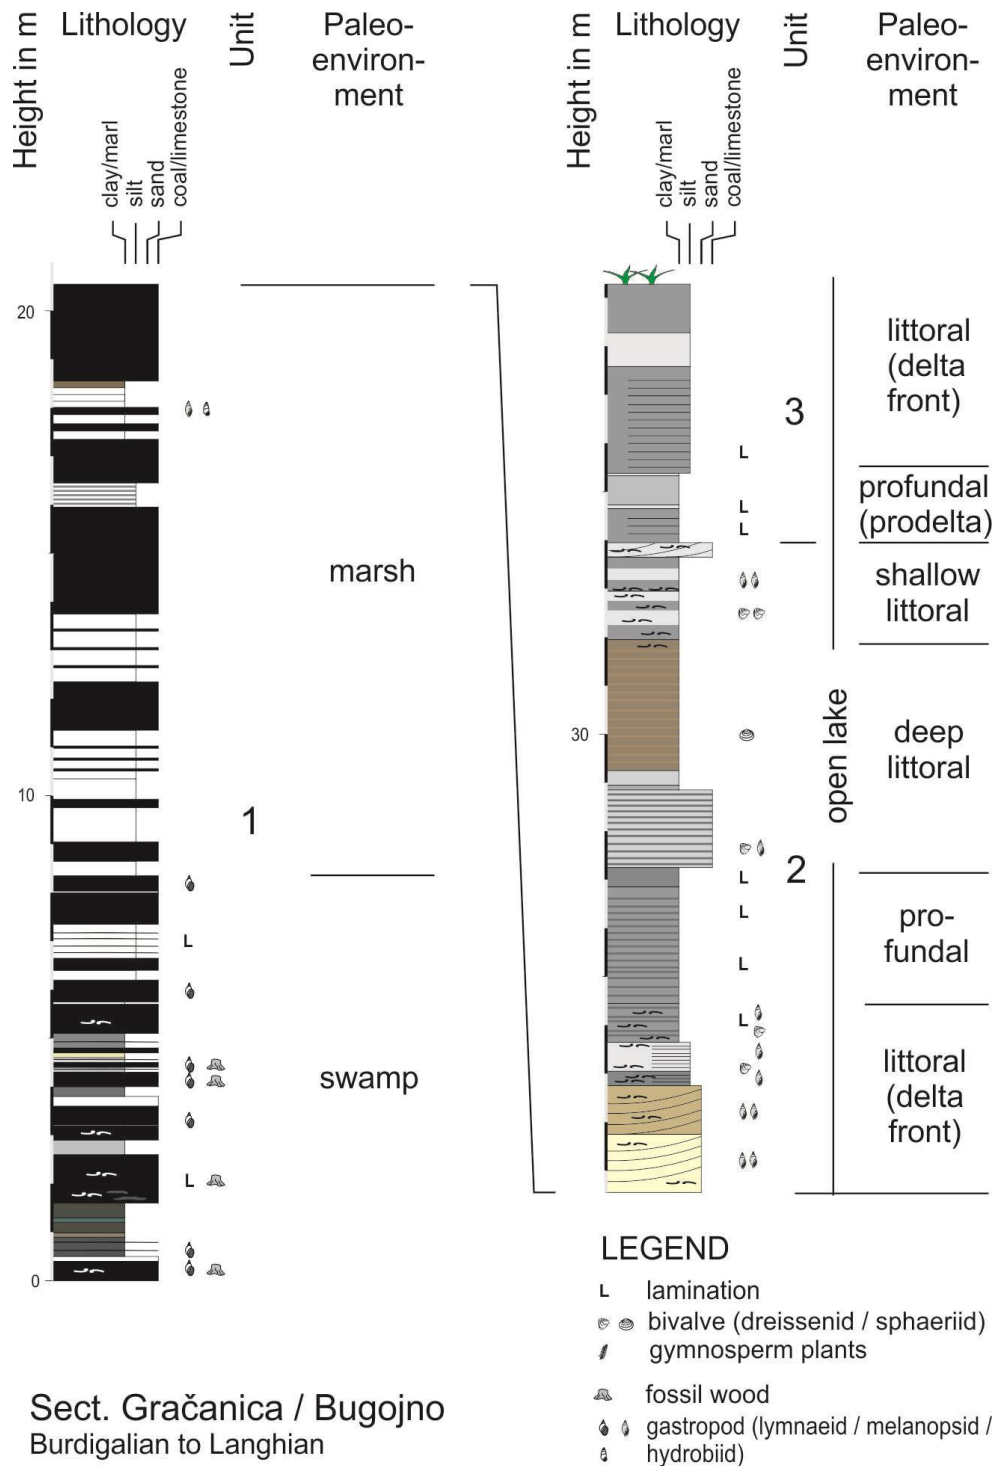 Height in m
Lithology
Unit
Paleo-
environ-
ment
clay/marl
silt
sand
coal/limestone
20
10
0
marsh
1
swamp
Height in m
Lithology
Unit
Paleo-
environ-
ment
clay/marl
silt
sand
coal/limestone
30
3
2
open lake
littoral
(delta
front)
profundal
(prodelta)
shallow
littoral
deep
littoral
pro-
fundal
littoral
(delta
front)
L
L
L
L
L
L
L
L
L
LEGEND
L lamination
bivalve (dreissenid / sphaeriid)
gymnosperm plants
fossil wood
gastropod (lymnaeid / melanopsid /
hydrobiid)
Sect. Gračanica / Bugojno
Burdigalian to Langhian